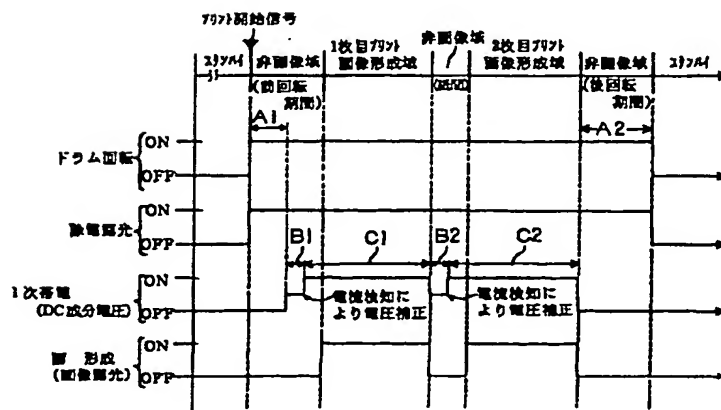 プリント開始信号
スタンバイ
非画像域
(前回転
期間)
1枚目プリント
画像形成域
非画像域
(紙間)
2枚目プリント
画像形成域
非画像域
(後回転
期間)
スタンバイ
A1
A2
ドラム回転
ON
OFF
除電露光
ON
OFF
B1
C1
B2
C2
1次帯電
(DC成分電圧)
ON
OFF
電流検知に
より電圧補正
電流検知に
より電圧補正
画 形成
(画像露光)
ON
OFF